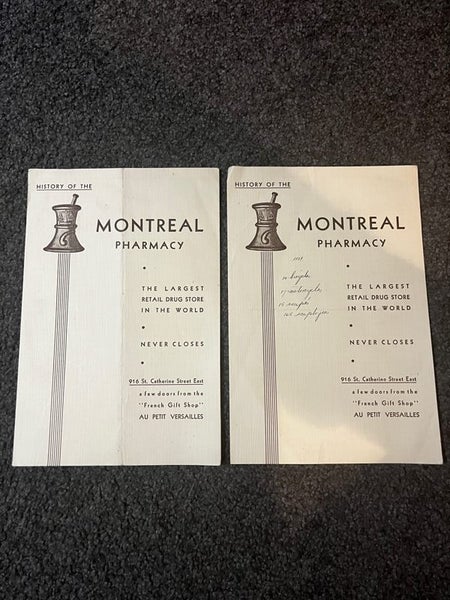 HISTORY OF THE
MONTREAL
PHARMACY
•
THE LARGEST
RETAIL DRUG STORE
IN THE WORLD
•
NEVER CLOSES
•
916 St. Catherine Street East
a few doors from the
"French Gift Shop"
AU PETIT VERSAILLES
HISTORY OF THE
MONTREAL
PHARMACY
•
THE LARGEST
RETAIL DRUG STORE
IN THE WORLD
•
NEVER CLOSES
•
916 St. Catherine Street East
a few doors from the
"French Gift Shop"
AU PETIT VERSAILLES